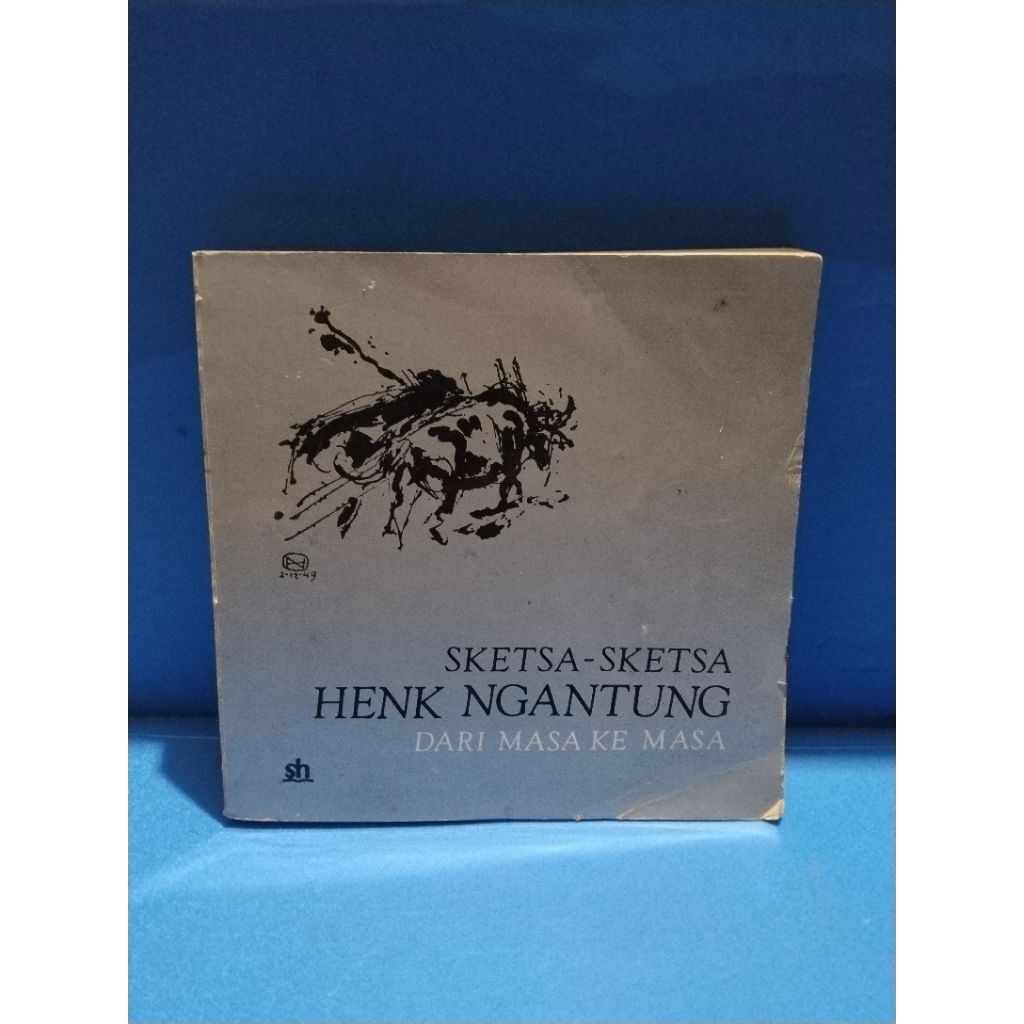 2-12-49
SKETSA-SKETSA
HENK NGANTUNG
DARI MASA KE MASA
sh